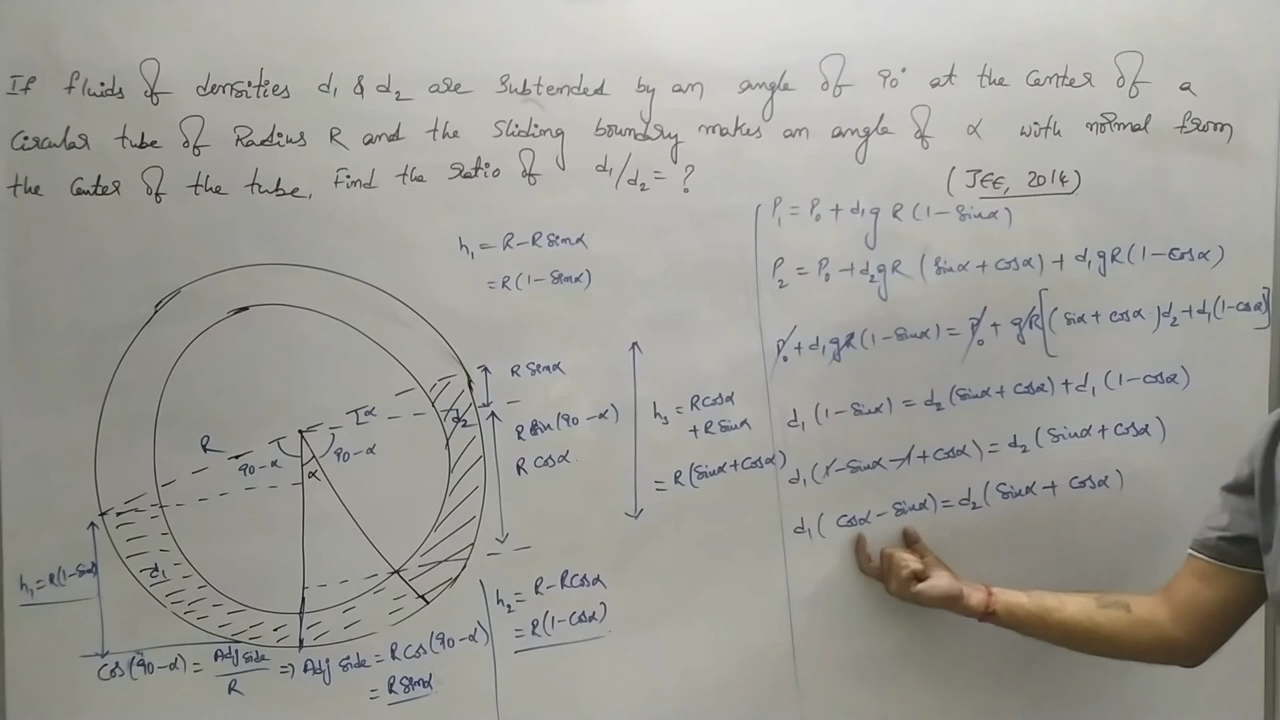 If fluids of densities d₁ & d₂ are subtended by an angle of 90° at the center of a
circular tube of Radius R and the sliding boundary makes an angle of α with normal from
the center of the tube. Find the ratio of d₁/d₂ = ?
(JEE, 2014)
h₁ = R-R sinα
= R(1-sinα)
R sinα
R sin(90-α)
R cosα
h₃ = R cosα
+ R sinα
= R(sinα+cosα)
α
d₂
R
90-α
90-α
α
h₁=R(1-sinα)
d₁
h₂ = R-R cosα
= R(1-cosα)
Cos(90-α) = Adj side / R => Adj side = R cos(90-α)
= R sinα
P₁ = P₀ + d₁g R(1-sinα)
P₂ = P₀ + d₂gR (sinα+cosα) + d₁gR(1-cosα)
P₀ + d₁gR(1-sinα) = P₀ + gR[(siα+cosα)d₂+d₁(1-cosα)]
d₁(1-sinα) = d₂(sinα+cosα)+d₁(1-cosα)
d₁(1-sinα-1+cosα) = d₂(sinα+cosα)
d₁(cosα-sinα) = d₂(sinα+cosα)